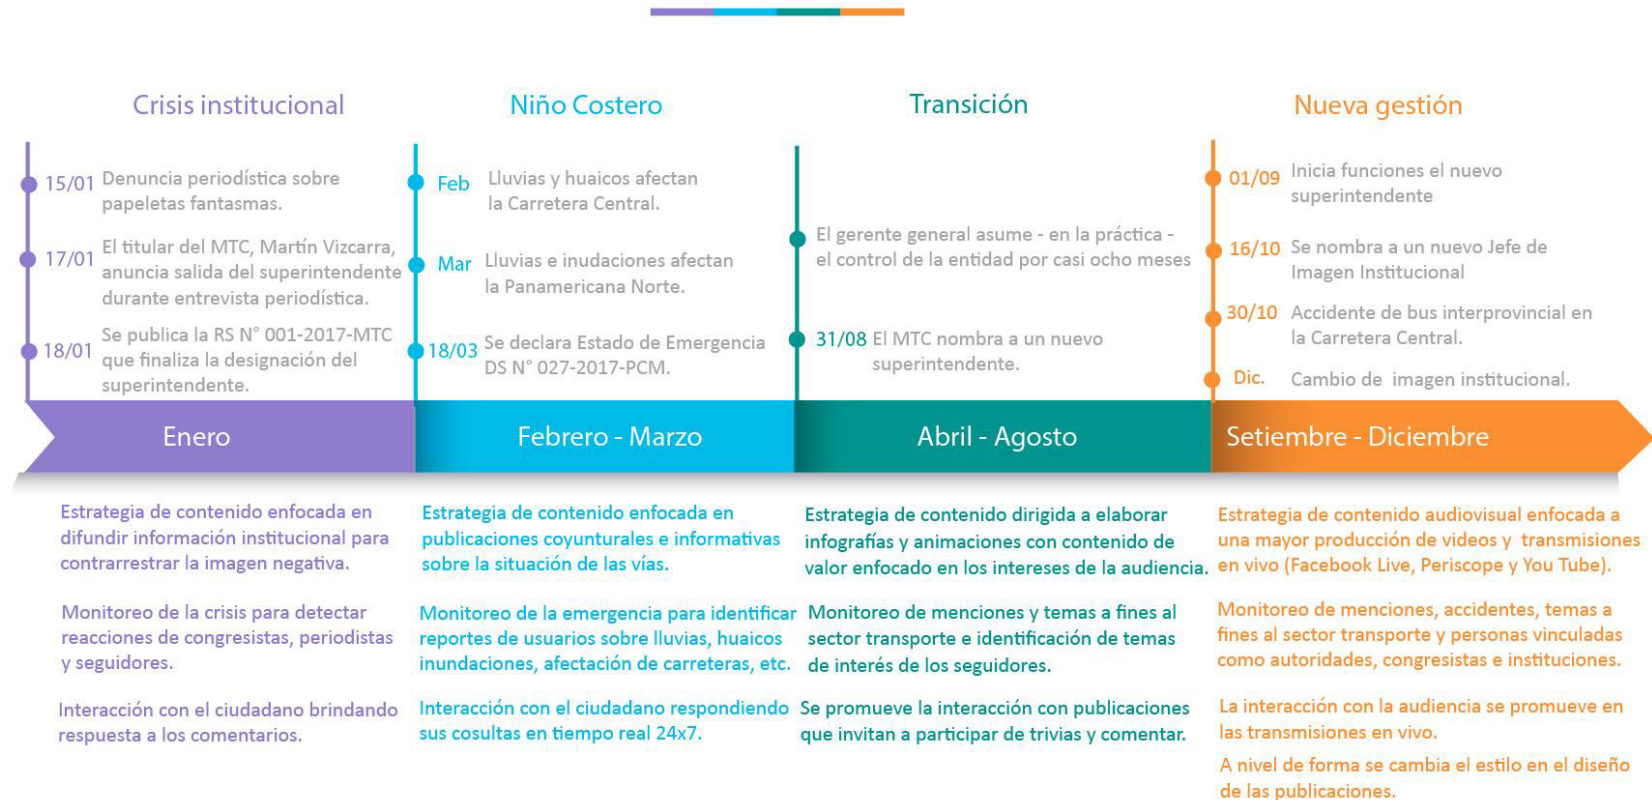 Crisis institucional
15/01 Denuncia periodística sobre
papeletas fantasmas.
17/01 El titular del MTC, Martín Vizcarra,
anuncia salida del superintendente
durante entrevista periodística.
18/01 Se publica la RS N° 001-2017-MTC
que finaliza la designación del
superintendente.
Enero
Estrategia de contenido enfocada en
difundir información institucional para
contrarrestrar la imagen negativa.
Monitoreo de la crisis para detectar
reacciones de congresistas, periodistas
y seguidores.
Interacción con el ciudadano brindando
respuesta a los comentarios.
Niño Costero
Feb Lluvias y huaicos afectan
la Carretera Central.
Mar Lluvias e inudaciones afectan
la Panamericana Norte.
18/03 Se declara Estado de Emergencia
DS N° 027-2017-PCM.
Febrero - Marzo
Estrategia de contenido enfocada en
publicaciones coyunturales e informativas
sobre la situación de las vías.
Monitoreo de la emergencia para identificar
reportes de usuarios sobre lluvias, huaicos
inundaciones, afectación de carreteras, etc.
Interacción con el ciudadano respondiendo
sus cosultas en tiempo real 24x7.
Transición
El gerente general asume - en la práctica -
el control de la entidad por casi ocho meses
31/08 El MTC nombra a un nuevo
superintendente.
Abril - Agosto
Estrategia de contenido dirigida a elaborar
infografías y animaciones con contenido de
valor enfocado en los intereses de la audiencia.
Monitoreo de menciones y temas a fines al
sector transporte e identificación de temas
de interés de los seguidores.
Se promueve la interacción con publicaciones
que invitan a participar de trivias y comentar.
Nueva gestión
01/09 Inicia funciones el nuevo
superintendente
16/10 Se nombra a un nuevo Jefe de
Imagen Institucional
30/10 Accidente de bus interprovincial en
la Carretera Central.
Dic. Cambio de imagen institucional.
Setiembre - Diciembre
Estrategia de contenido audiovisual enfocada a
una mayor producción de videos y transmisiones
en vivo (Facebook Live, Periscope y You Tube).
Monitoreo de menciones, accidentes, temas a
fines al sector transporte y personas vinculadas
como autoridades, congresistas e instituciones.
La interacción con la audiencia se promueve en
las transmisiones en vivo.
A nivel de forma se cambia el estilo en el diseño
de las publicaciones.